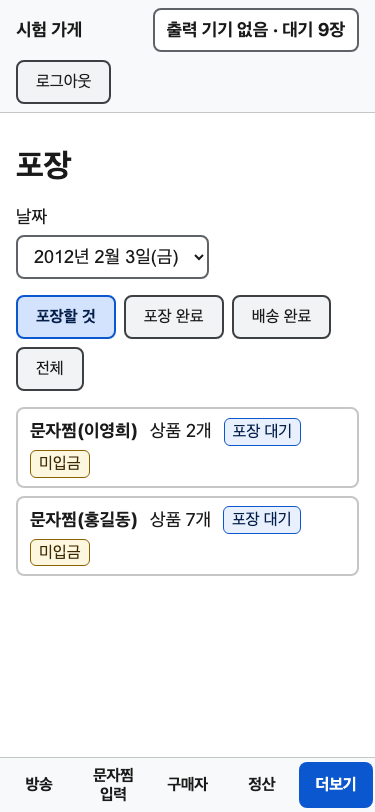 시험 가게
출력 기기 없음 · 대기 9장
로그아웃
포장
날짜
2012년 2월 3일(금)
포장할 것
포장 완료
배송 완료
전체
문자찜(이영희) 상품 2개 포장 대기
미입금
문자찜(홍길동) 상품 7개 포장 대기
미입금
방송
문자찜
입력
구매자
정산
더보기